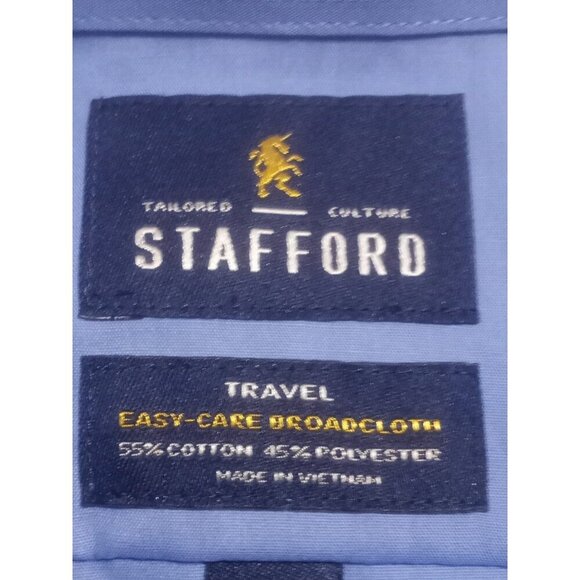 TAILORED CULTURE
STAFFORD
TRAVEL
EASY-CARE BROADCLOTH
55% COTTON 45% POLYESTER
MADE IN VIETNAM